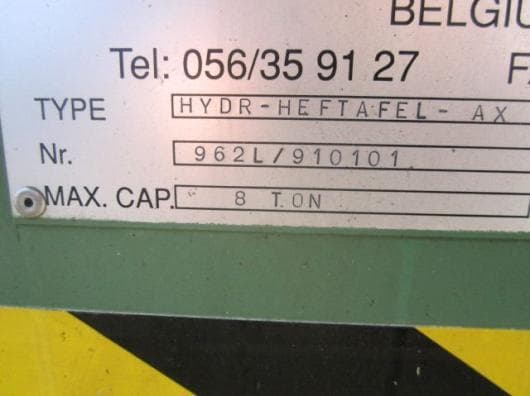 BELGIU
Tel: 056/35 91 27 F
TYPE HYDR-HEFTAFEL-AX
Nr. 962L/910101
MAX. CAP. 8 TON